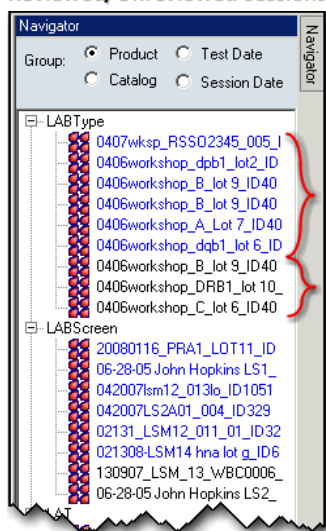 Navigator
Navigator
Group:
Product
Test Date
Catalog
Session Date
LABType
0407wksp_RSSO2345_005_I
0406workshop_dpb1_lot2_ID
0406workshop_B_lot 9_ID40
0406workshop_B_lot 9_ID40
0406workshop_A_Lot 7_ID40
0406workshop_dqb1_lot 6_ID
0406workshop_B_lot 9_ID40
0406workshop_DRB1_lot 10_
0406workshop_C_lot 6_ID40
LABScreen
20080116_PRA1_LOT11_ID
06-28-05 John Hopkins LS1_
042007lsm12_013lo_ID1051
042007LS2A01_004_ID329
02131_LSM12_011_01_ID32
021308-LSM14 hna lot g_ID6
130907_LSM_13_WBC0006_
06-28-05 John Hopkins LS2_
LAT